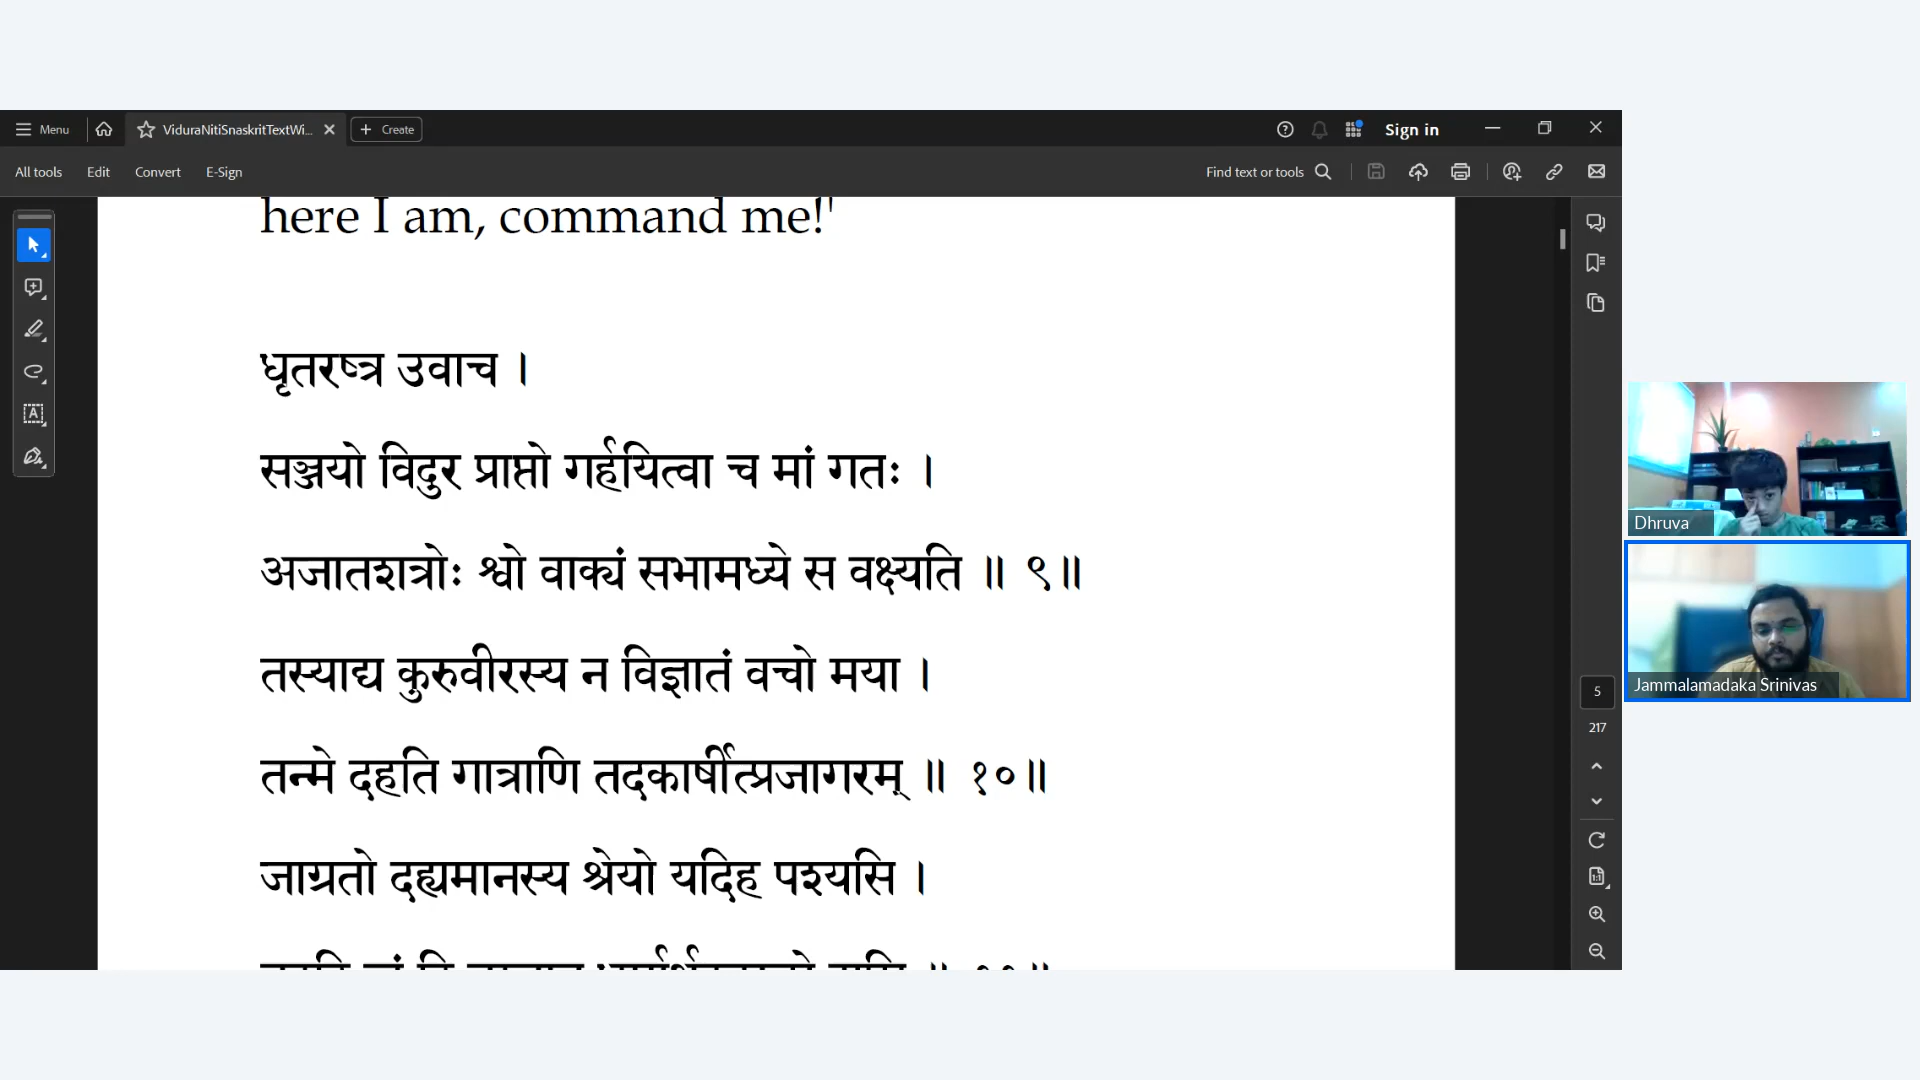 Menu
ViduraNitiSnaskritTextWi...
Create
Sign in
All tools
Edit
Convert
E-Sign
Find text or tools
here I am, command me!'
धृतरष्त्र उवाच ।
सञ्जयो विदुर प्राप्तो गर्हयित्वा च मां गतः ।
अजातशत्रोः श्वो वाक्यं सभामध्ये स वक्ष्यति ॥ ९॥
तस्याद्य कुरुवीरस्य न विज्ञातं वचो मया ।
तन्मे दहति गात्राणि तदकार्षीत्प्रजागरम् ॥ १०॥
जाग्रतो दह्यमानस्य श्रेयो यदिह पश्यसि ।
5
217
Dhruva
Jammalamadaka Srinivas